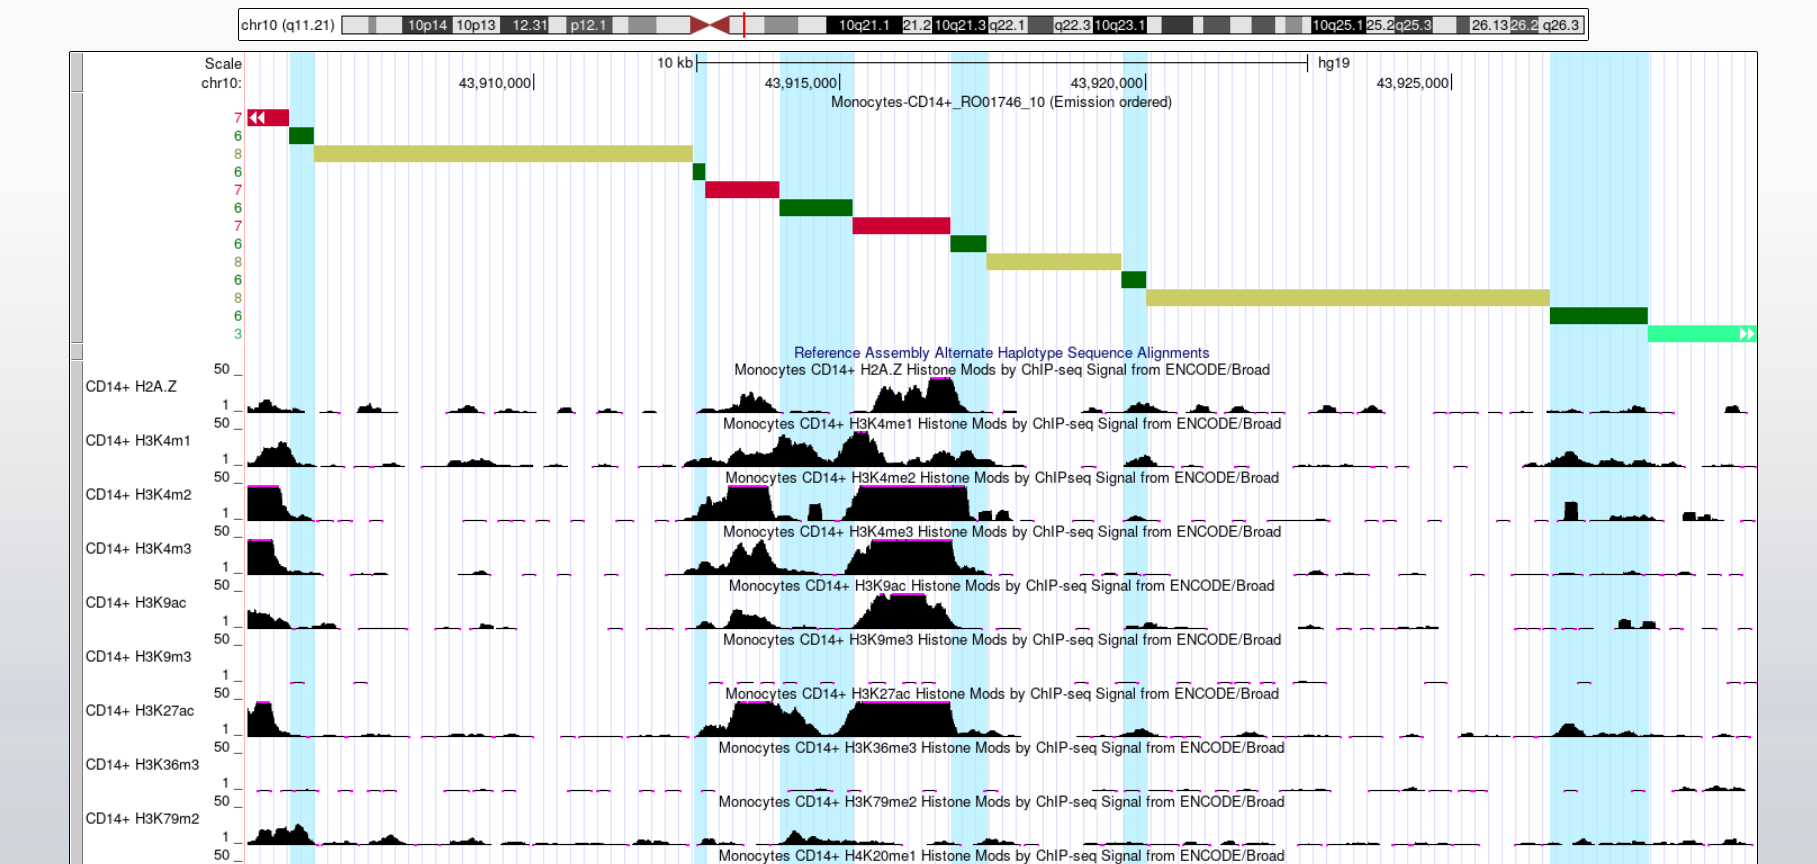 chr10 (q11.21) 10p14 10p13 12.31 p12.1 10q21.1 21.2 10q21.3 q22.1 q22.3 10q23.1 10q25.1 25.2 q25.3 26.13 26.2 q26.3
Scale 10 kb hg19
chr10: 43,910,000 43,915,000 43,920,000 43,925,000
Monocytes-CD14+_RO01746_10 (Emission ordered)
7
6
8
6
7
6
7
6
8
6
8
6
3
Reference Assembly Alternate Haplotype Sequence Alignments
50 _ Monocytes CD14+ H2A.Z Histone Mods by ChIP-seq Signal from ENCODE/Broad
CD14+ H2A.Z
1 _
50 _ Monocytes CD14+ H3K4me1 Histone Mods by ChIP-seq Signal from ENCODE/Broad
CD14+ H3K4m1
1 _
50 _ Monocytes CD14+ H3K4me2 Histone Mods by ChIPseq Signal from ENCODE/Broad
CD14+ H3K4m2
1 _
50 _ Monocytes CD14+ H3K4me3 Histone Mods by ChIP-seq Signal from ENCODE/Broad
CD14+ H3K4m3
1 _
50 _ Monocytes CD14+ H3K9ac Histone Mods by ChIP-seq Signal from ENCODE/Broad
CD14+ H3K9ac
1 _
50 _ Monocytes CD14+ H3K9me3 Histone Mods by ChIP-seq Signal from ENCODE/Broad
CD14+ H3K9m3
1 _
50 _ Monocytes CD14+ H3K27ac Histone Mods by ChIP-seq Signal from ENCODE/Broad
CD14+ H3K27ac
1 _
50 _ Monocytes CD14+ H3K36me3 Histone Mods by ChIP-seq Signal from ENCODE/Broad
CD14+ H3K36m3
1 _
50 _ Monocytes CD14+ H3K79me2 Histone Mods by ChIP-seq Signal from ENCODE/Broad
CD14+ H3K79m2
1 _
50 _ Monocytes CD14+ H4K20me1 Histone Mods by ChIP-seq Signal from ENCODE/Broad